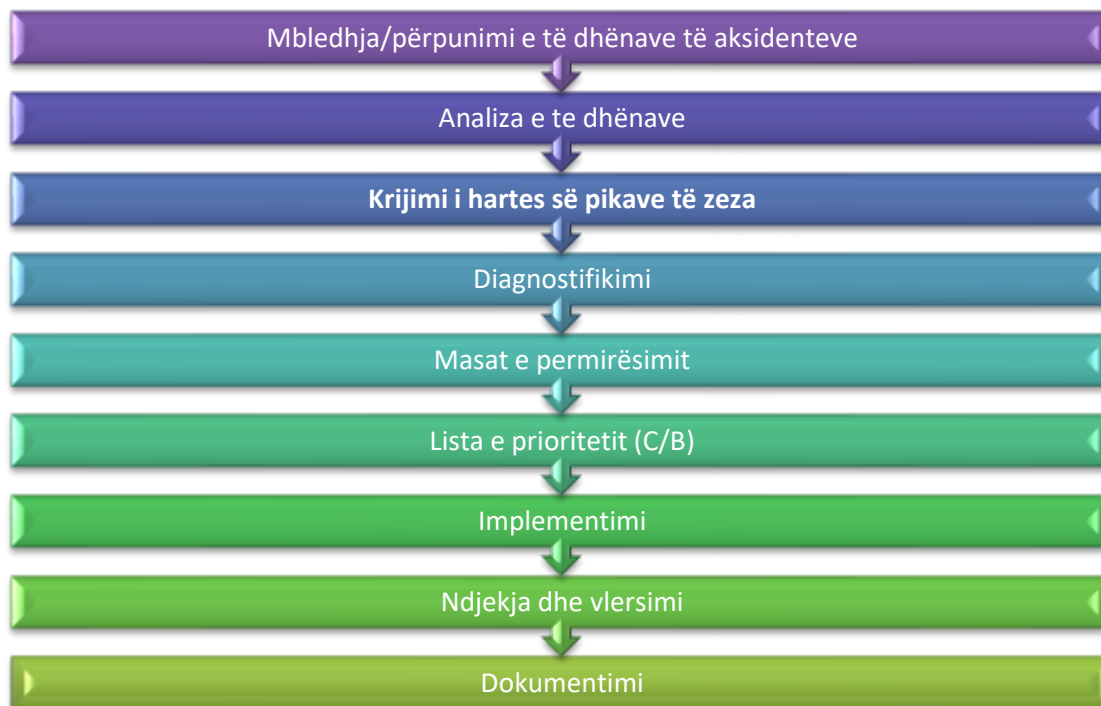 Mbledhja/përpunimi e të dhënave të aksidenteve
Analiza e te dhënave
Krijimi i hartes së pikave të zeza
Diagnostifikimi
Masat e permirësimit
Lista e prioritetit (C/B)
Implementimi
Ndjekja dhe vlersimi
Dokumentimi